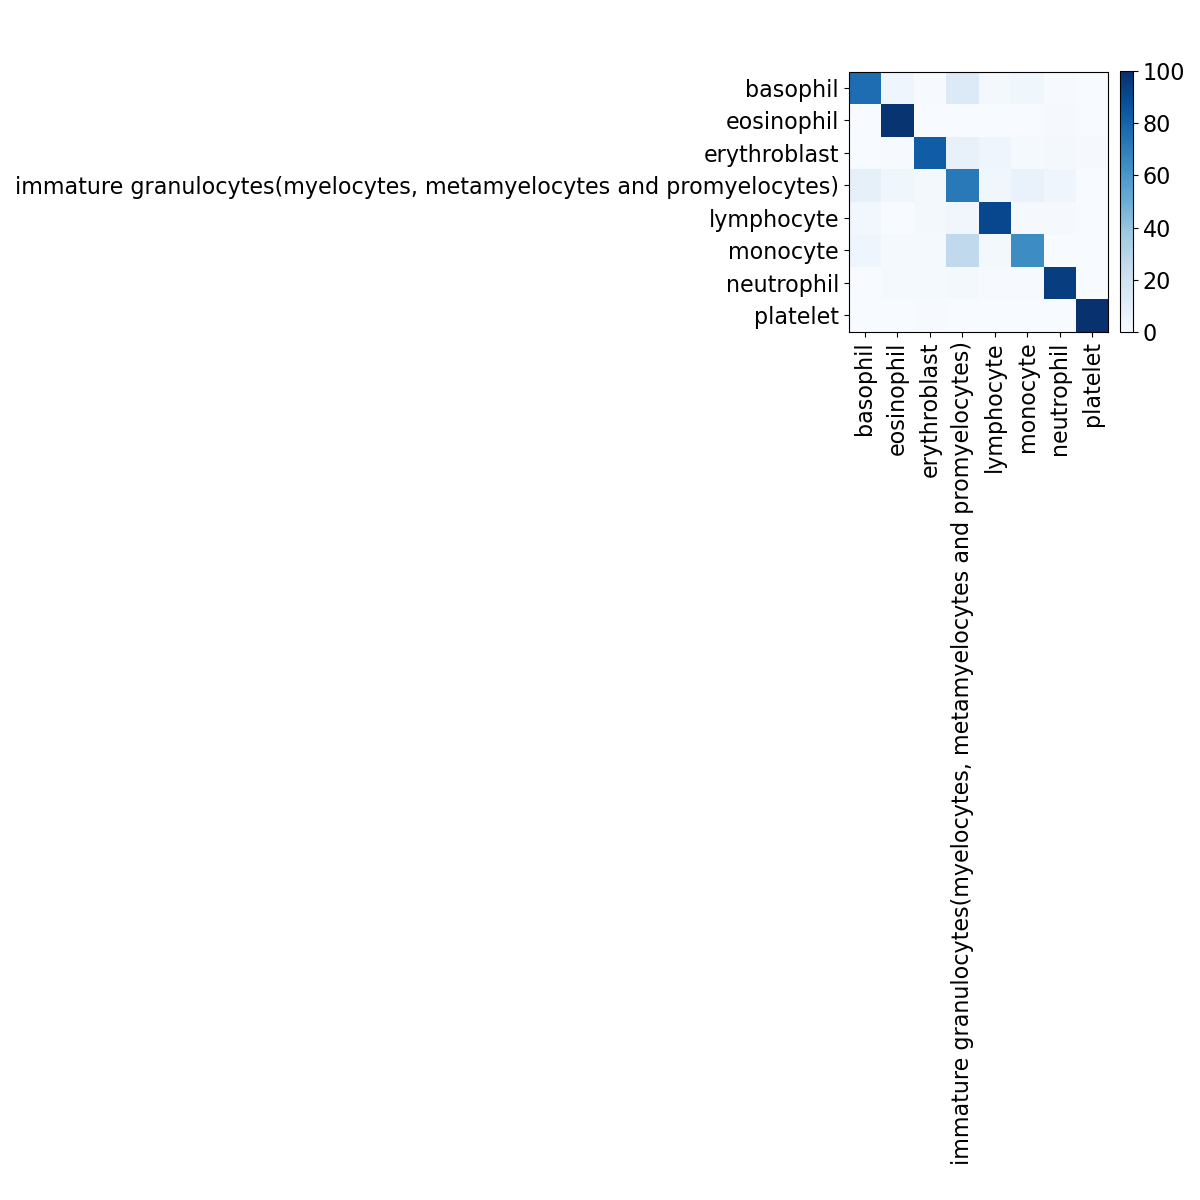 basophil
eosinophil
erythroblast
immature granulocytes(myelocytes, metamyelocytes and promyelocytes)
lymphocyte
monocyte
neutrophil
platelet
100
80
60
40
20
0
basophil
eosinophil
erythroblast
immature granulocytes(myelocytes, metamyelocytes and promyelocytes)
lymphocyte
monocyte
neutrophil
platelet